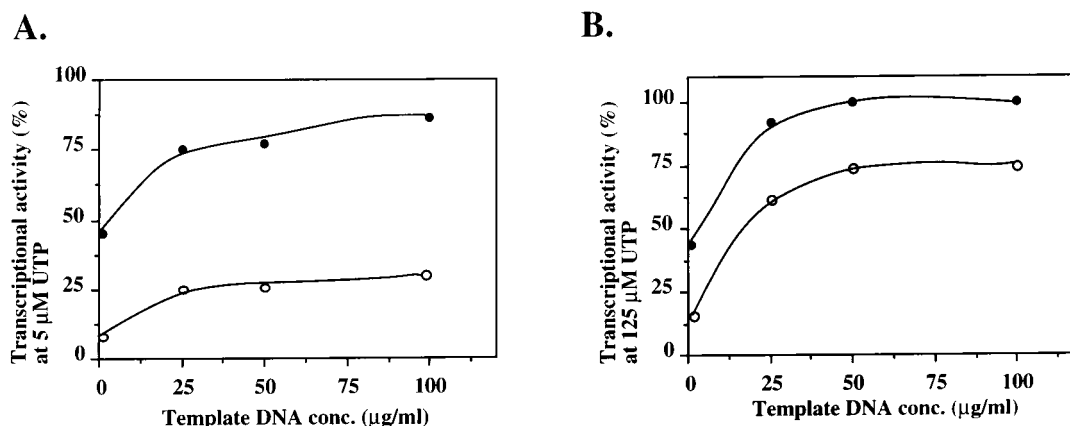 A.
100
75
50
25
0
Transcriptional activity (%)
at 5 µM UTP
0 25 50 75 100
Template DNA conc. (µg/ml)
B.
100
75
50
25
0
Transcriptional activity (%)
at 125 µM UTP
0 25 50 75 100
Template DNA conc. (µg/ml)